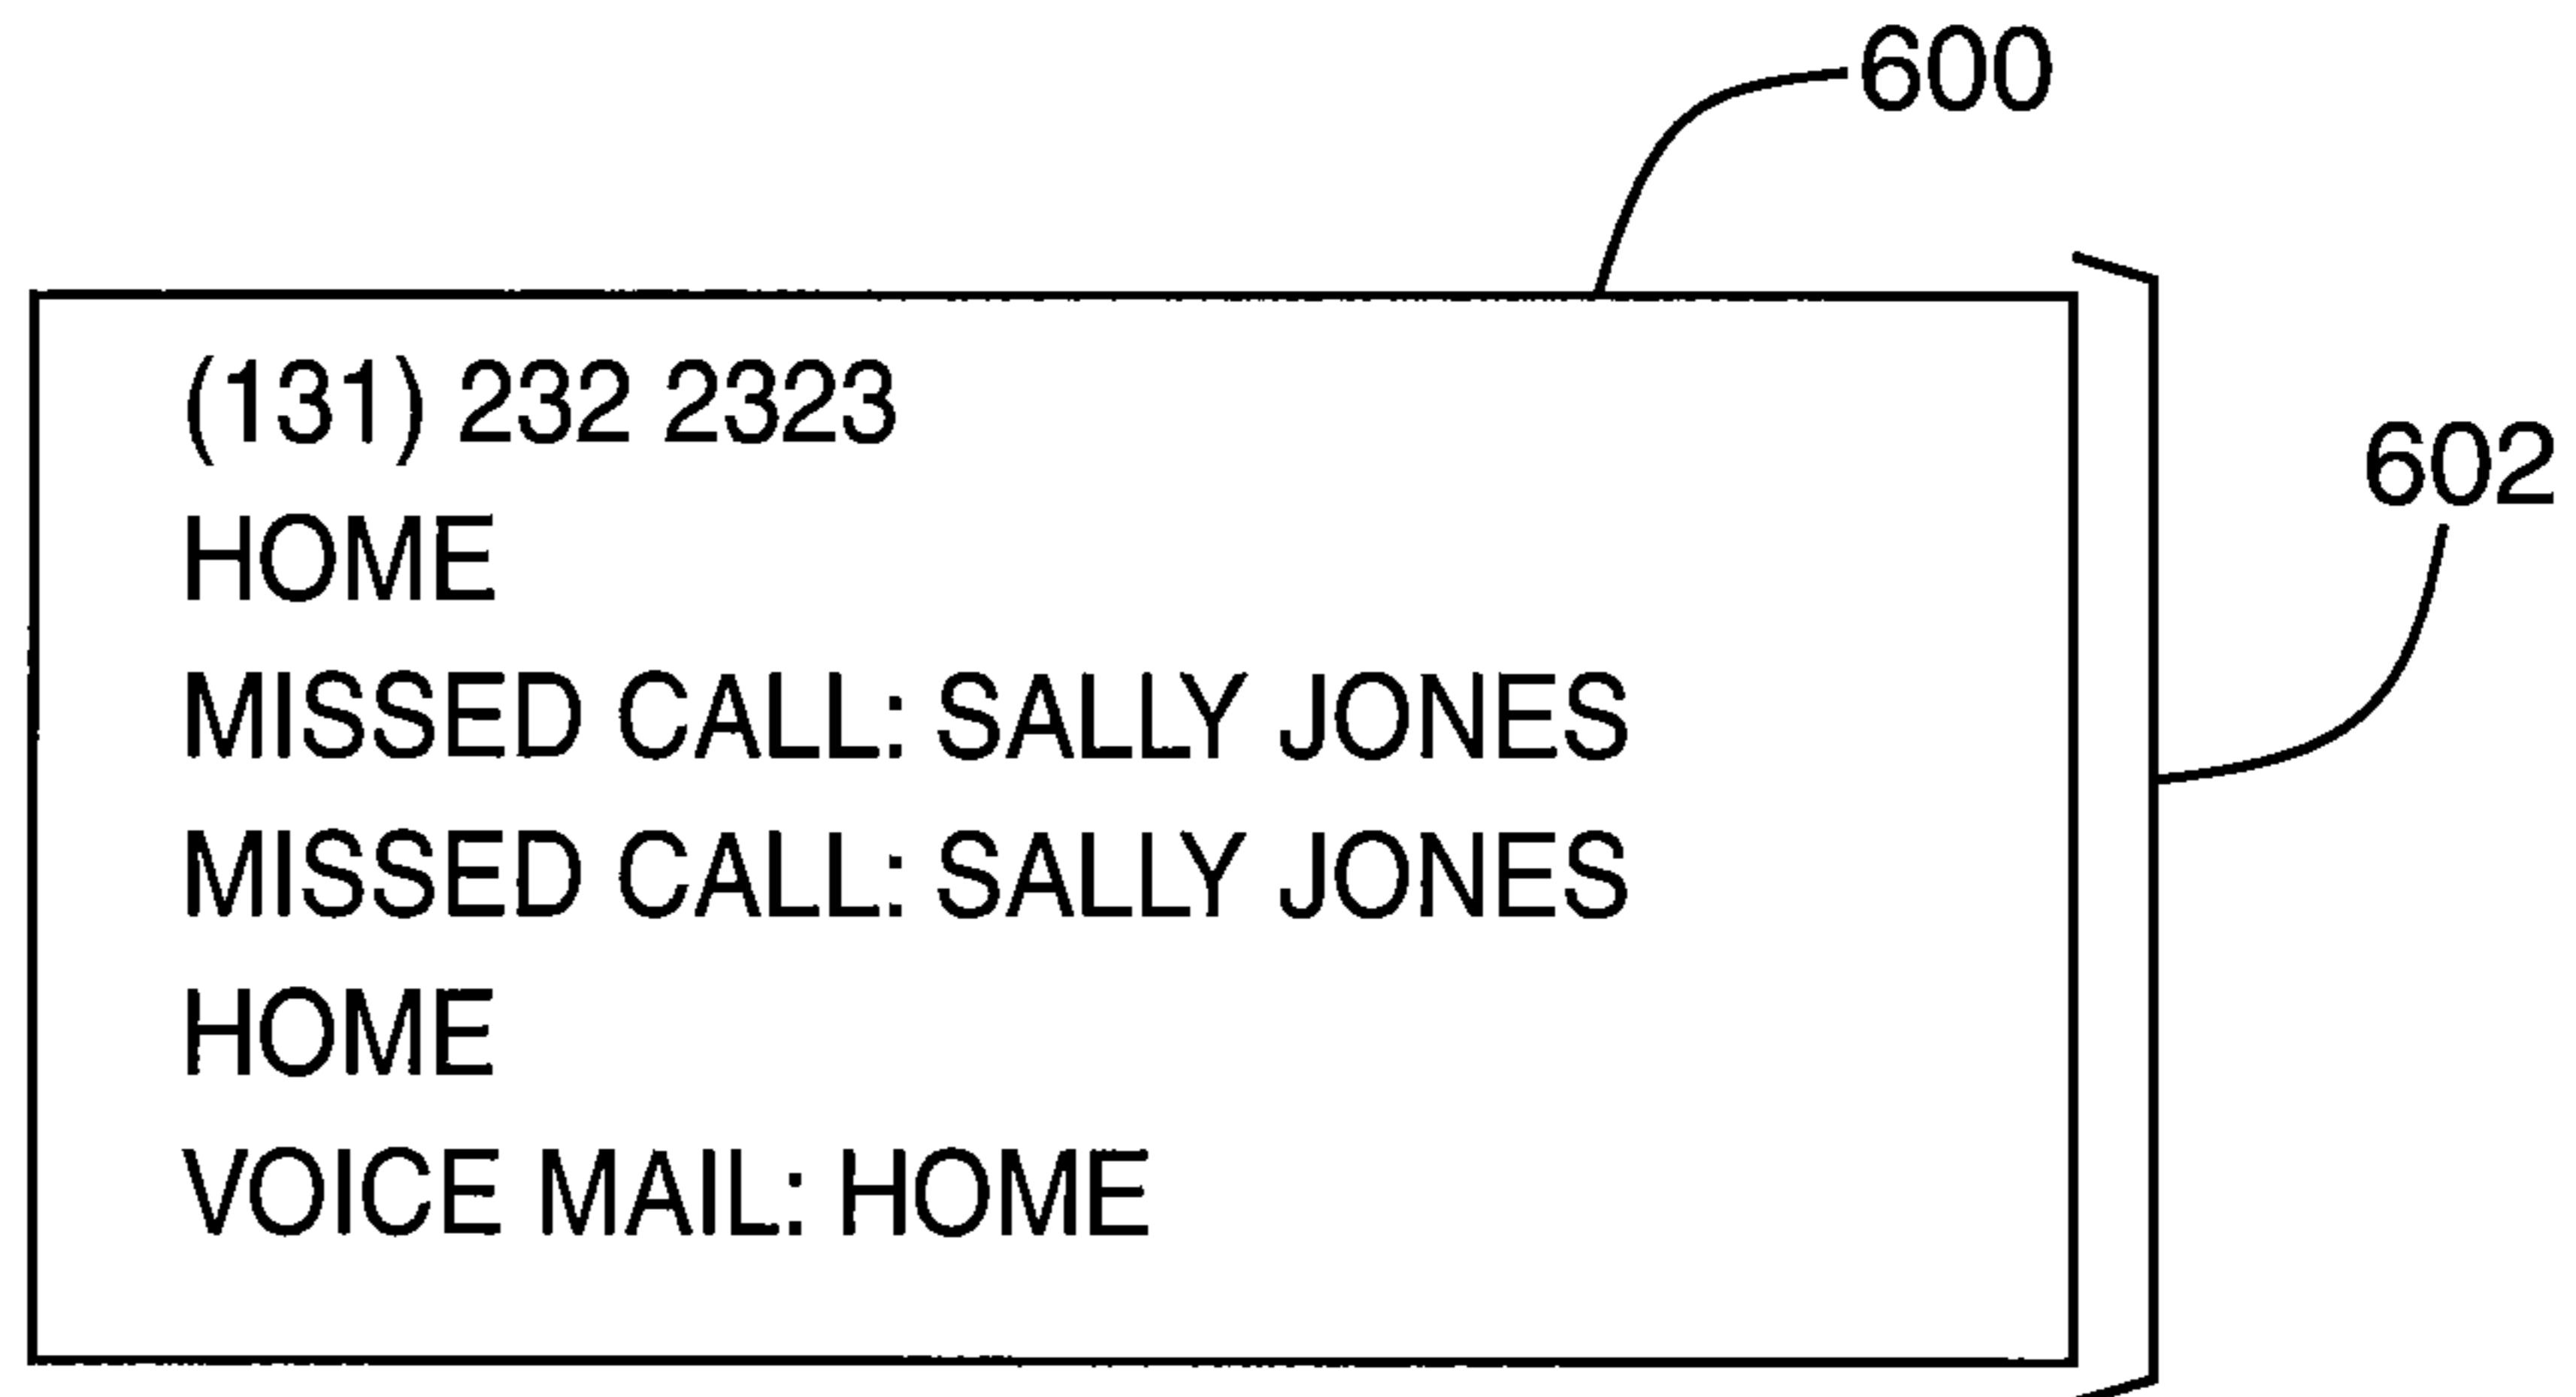 600
(131) 232 2323
HOME
602
MISSED CALL: SALLY JONES
MISSED CALL: SALLY JONES
HOME
VOICE MAIL: HOME